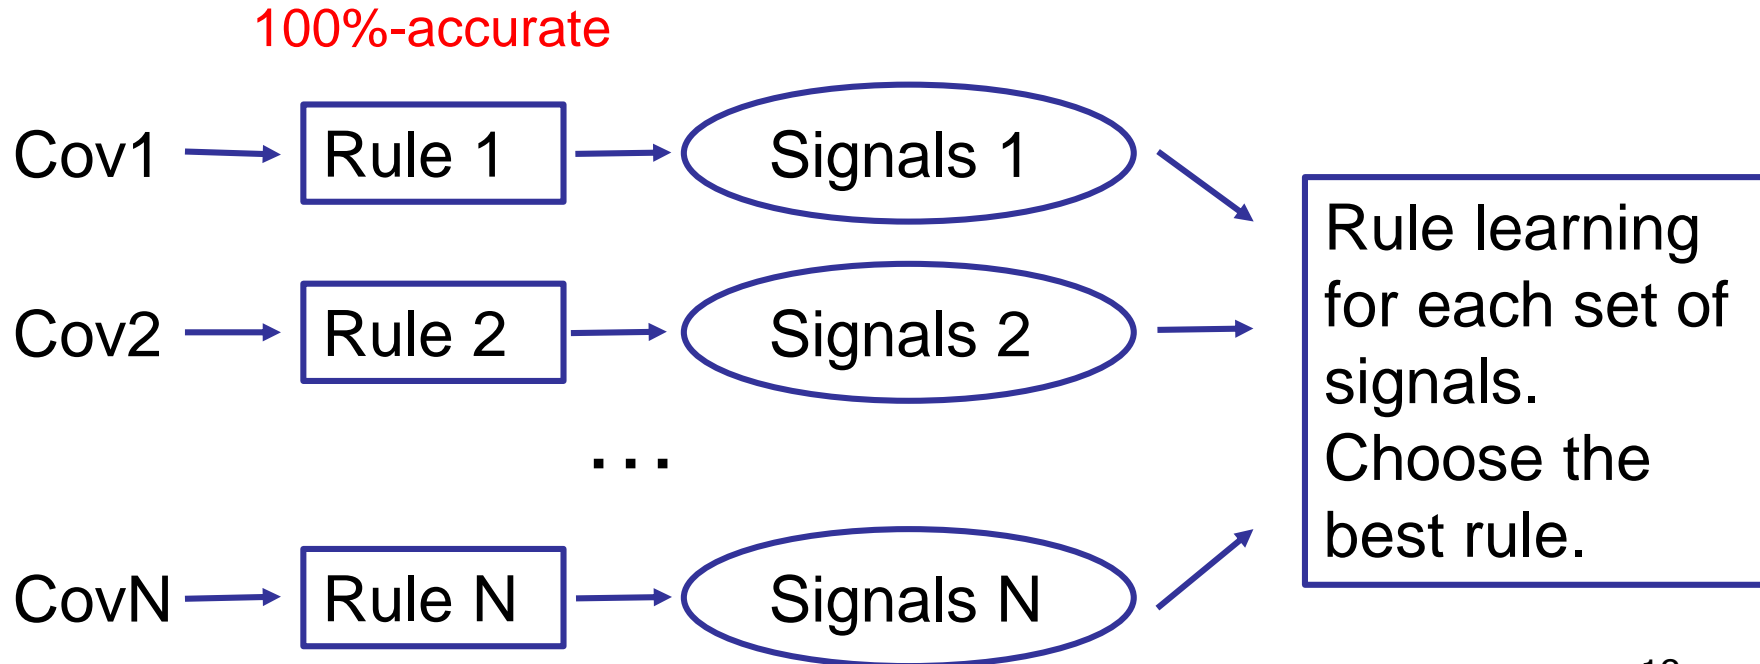 100%-accurate
Cov1 Rule 1 Signals 1
Cov2 Rule 2 Signals 2
...
CovN Rule N Signals N
Rule learning
for each set of
signals.
Choose the
best rule.